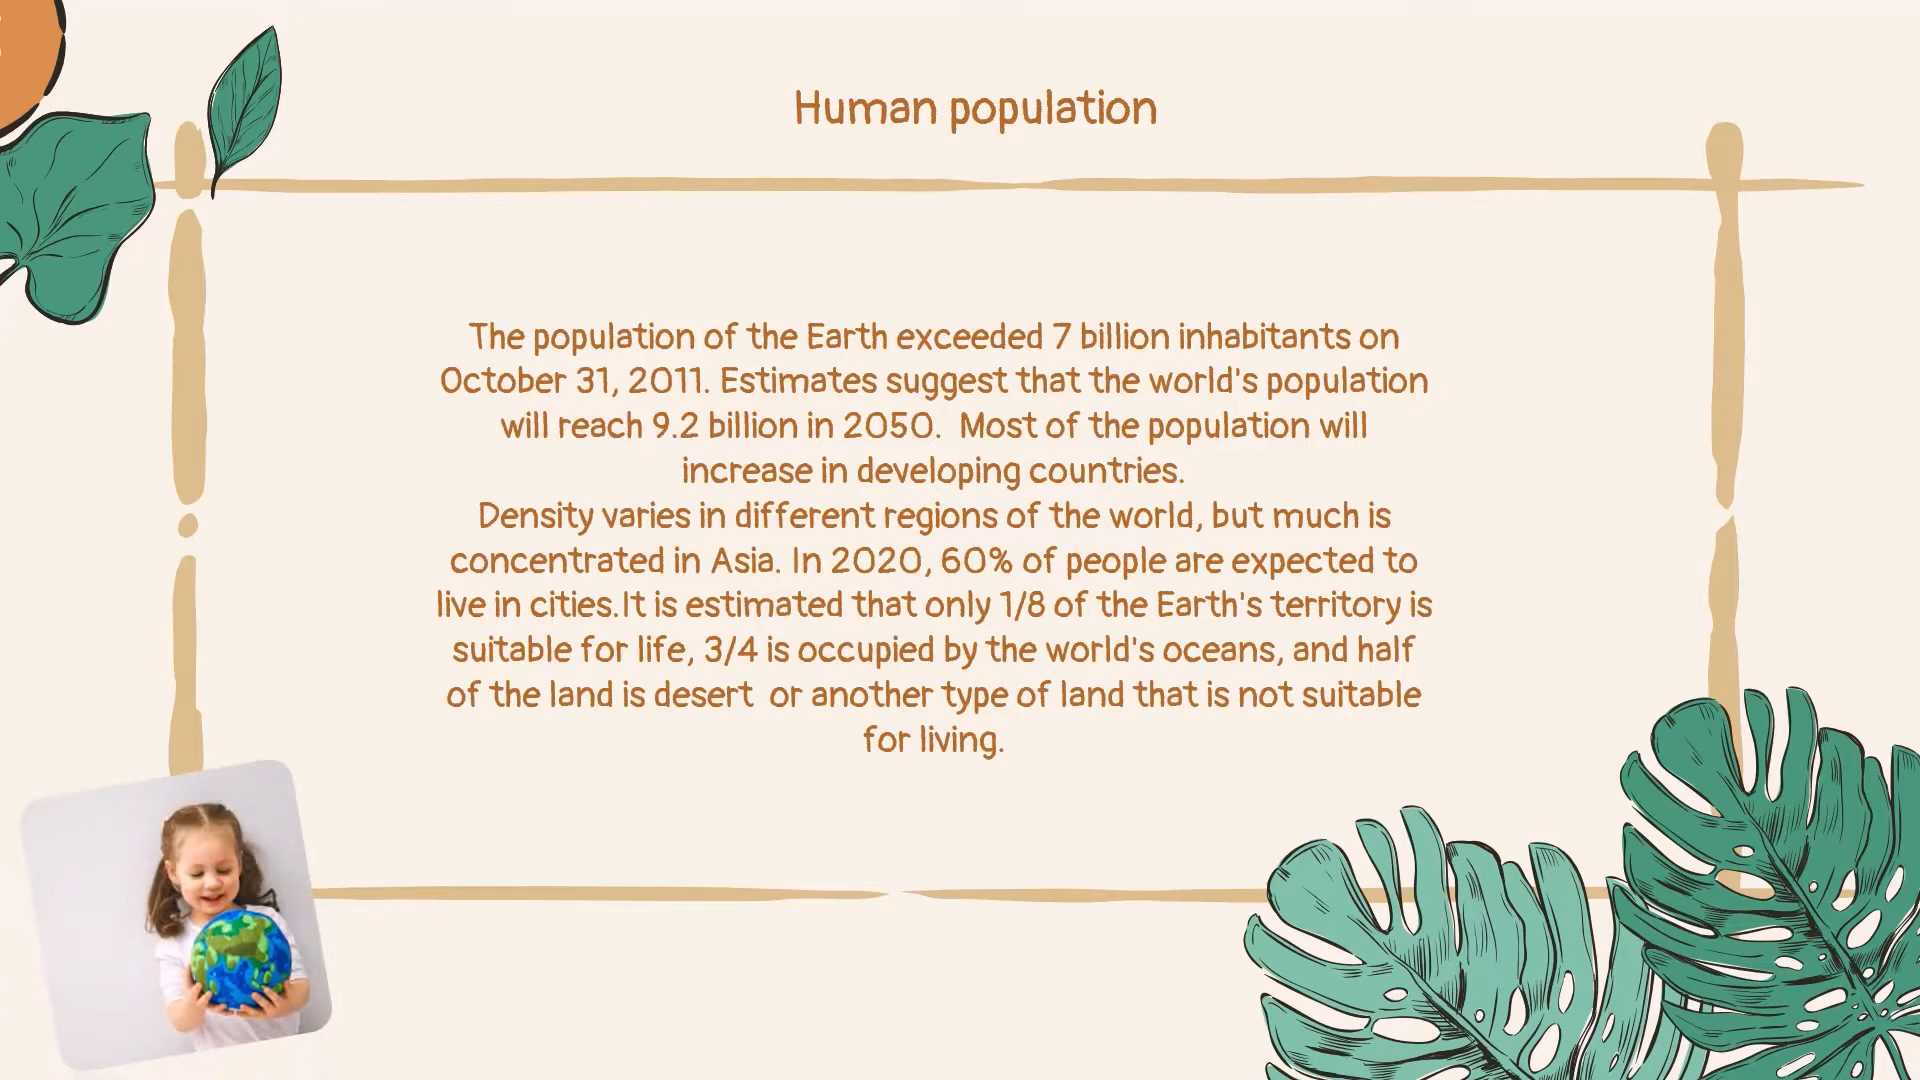 Human population
The population of the Earth exceeded 7 billion inhabitants on
October 31, 2011. Estimates suggest that the world's population
will reach 9.2 billion in 2050.  Most of the population will
increase in developing countries.
Density varies in different regions of the world, but much is
concentrated in Asia. In 2020, 60% of people are expected to
live in cities.It is estimated that only 1/8 of the Earth's territory is
suitable for life, 3/4 is occupied by the world's oceans, and half
of the land is desert  or another type of land that is not suitable
for living.